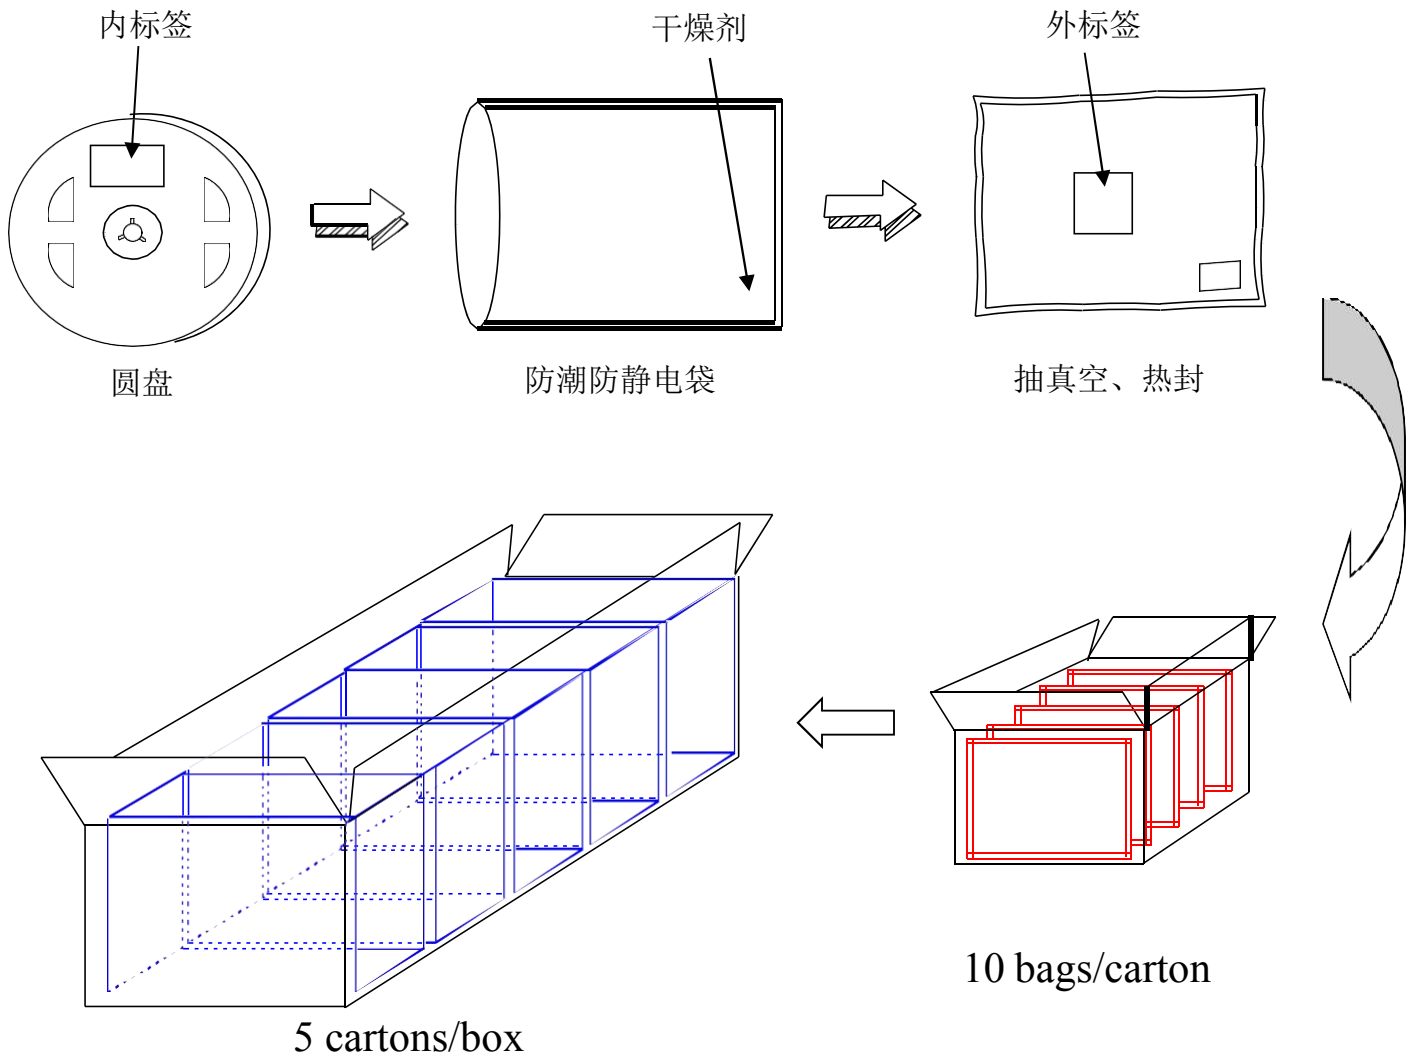 内标签
干燥剂
外标签
圆盘
防潮防静电袋
抽真空、热封
10 bags/carton
5 cartons/box